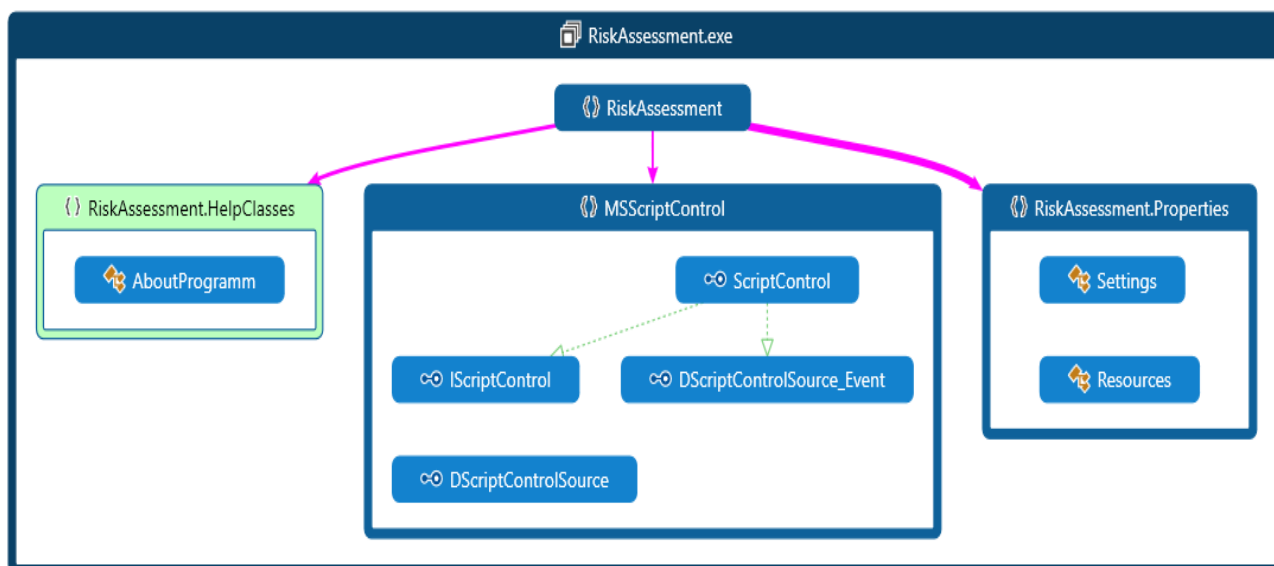 RiskAssessment.exe
RiskAssessment
RiskAssessment.HelpClasses
MSScriptControl
RiskAssessment.Properties
AboutProgramm
ScriptControl
Settings
IScriptControl
DScriptControlSource_Event
Resources
DScriptControlSource